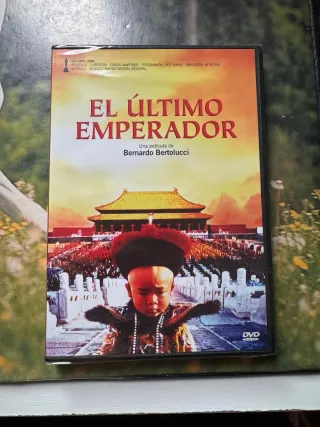 EL ÚLTIMO
EMPERADOR
Una película de
Bernardo Bertolucci
DVD